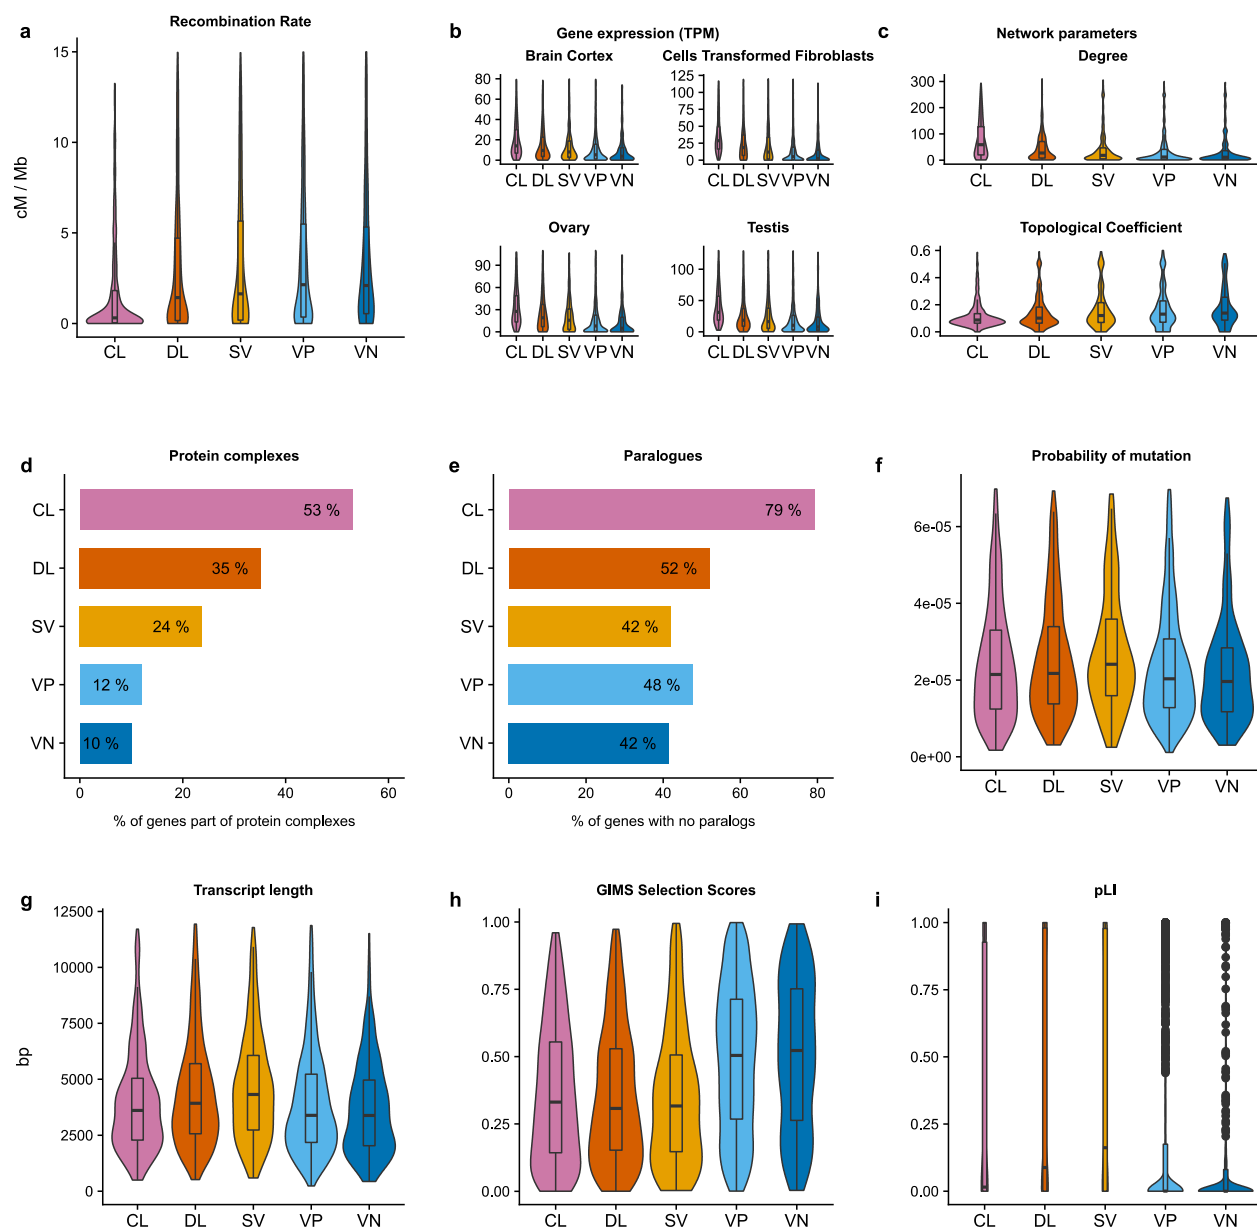 a
Recombination Rate
15
10
5
0
cM / Mb
CL DL SV VP VN
b
Gene expression (TPM)
Brain Cortex
80
60
40
20
0
CL DL SV VP VN
Cells Transformed Fibroblasts
125
100
75
50
25
0
CL DL SV VP VN
Ovary
90
60
30
0
CL DL SV VP VN
Testis
100
50
0
CL DL SV VP VN
c
Network parameters
Degree
300
200
100
0
CL DL SV VP VN
Topological Coefficient
0.6
0.4
0.2
0.0
CL DL SV VP VN
d
Protein complexes
CL 53 %
DL 35 %
SV 24 %
VP 12 %
VN 10 %
0 20 40 60
% of genes part of protein complexes
e
Paralogues
79 %
52 %
42 %
48 %
42 %
0 20 40 60 80
% of genes with no paralogs
f
Probability of mutation
6e-05
4e-05
2e-05
0e+00
CL DL SV VP VN
g
Transcript length
12500
10000
7500
5000
2500
0
bp
CL DL SV VP VN
h
GIMS Selection Scores
1.00
0.75
0.50
0.25
0.00
CL DL SV VP VN
i
pLI
1.00
0.75
0.50
0.25
0.00
CL DL SV VP VN